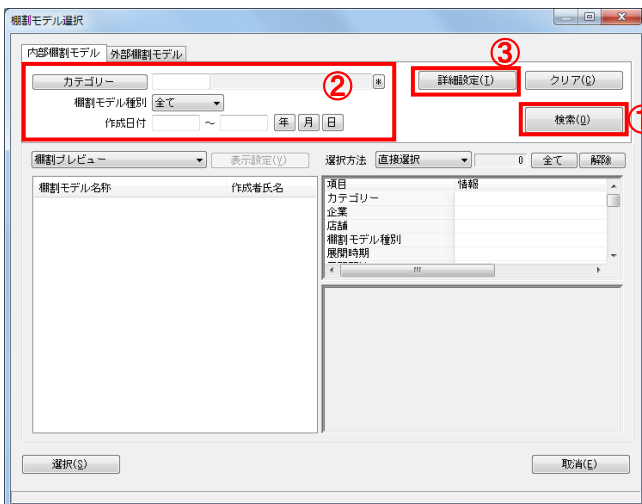 棚割モデル選択
内部棚割モデル 外部棚割モデル
③
カテゴリー ② * 詳細設定(I) クリア(C)
棚割モデル種別 全て
検索(Q)
作成日付 ～ 年 月 日
棚割プレビュー 表示設定(V) 選択方法 直接選択 0 全て 解除
棚割モデル名称 作成者氏名 項目 情報
カテゴリー
企業
店舗
棚割モデル種別
展開時期
選択(S) 取消(E)